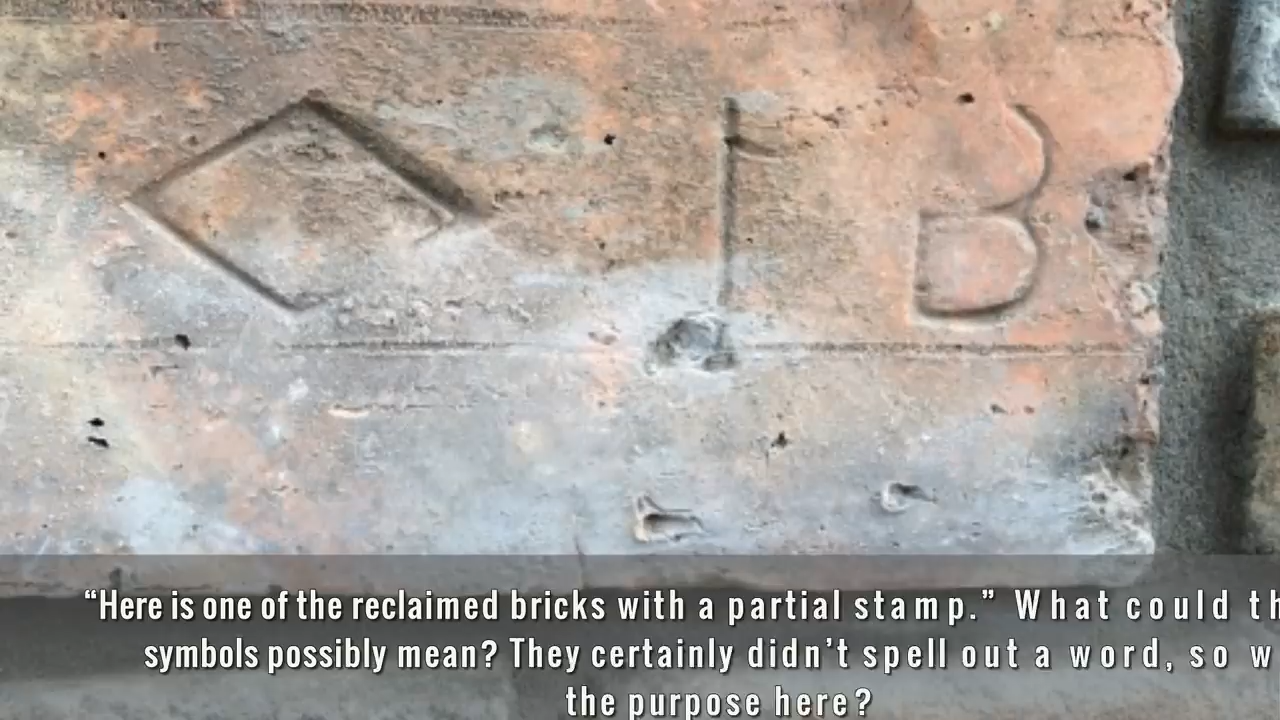 B
“Here is one of the reclaimed bricks with a partial stamp.” What could
symbols possibly mean? They certainly didn’t spell out a word, so
the purpose here?